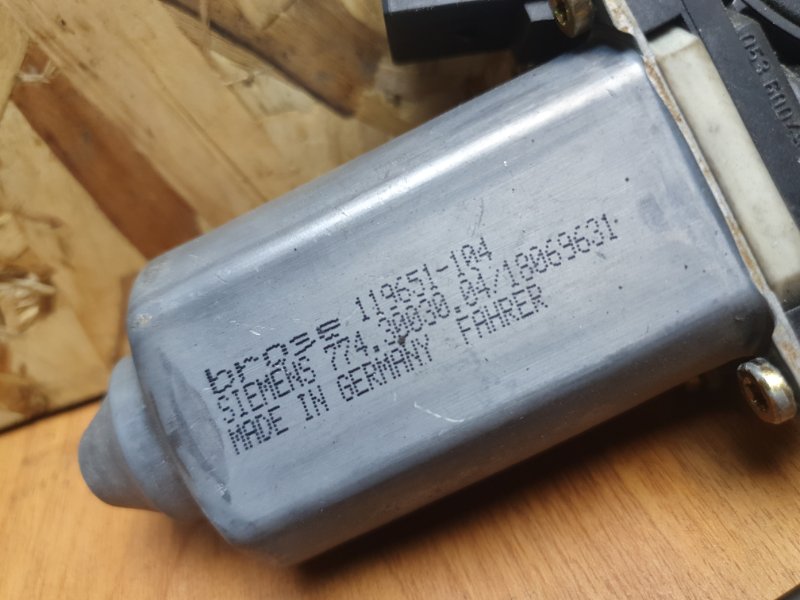 brose 119651-104
SIEMENS 774.30030.04/18069631
MADE IN GERMANY FAHRER